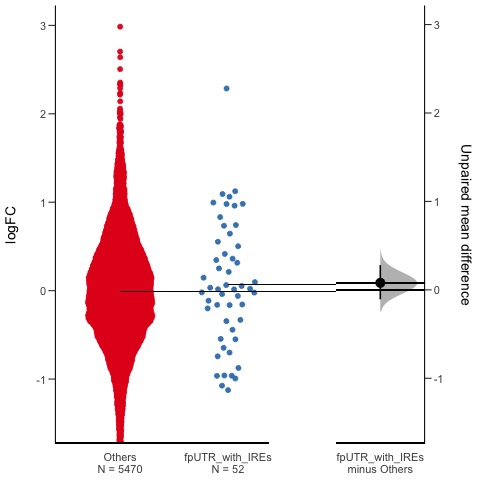 3
2
1
0
-1
logFC
3
2
1
0
-1
Unpaired mean difference
Others
N = 5470
fpUTR_with_IREs
N = 52
fpUTR_with_IREs
minus Others